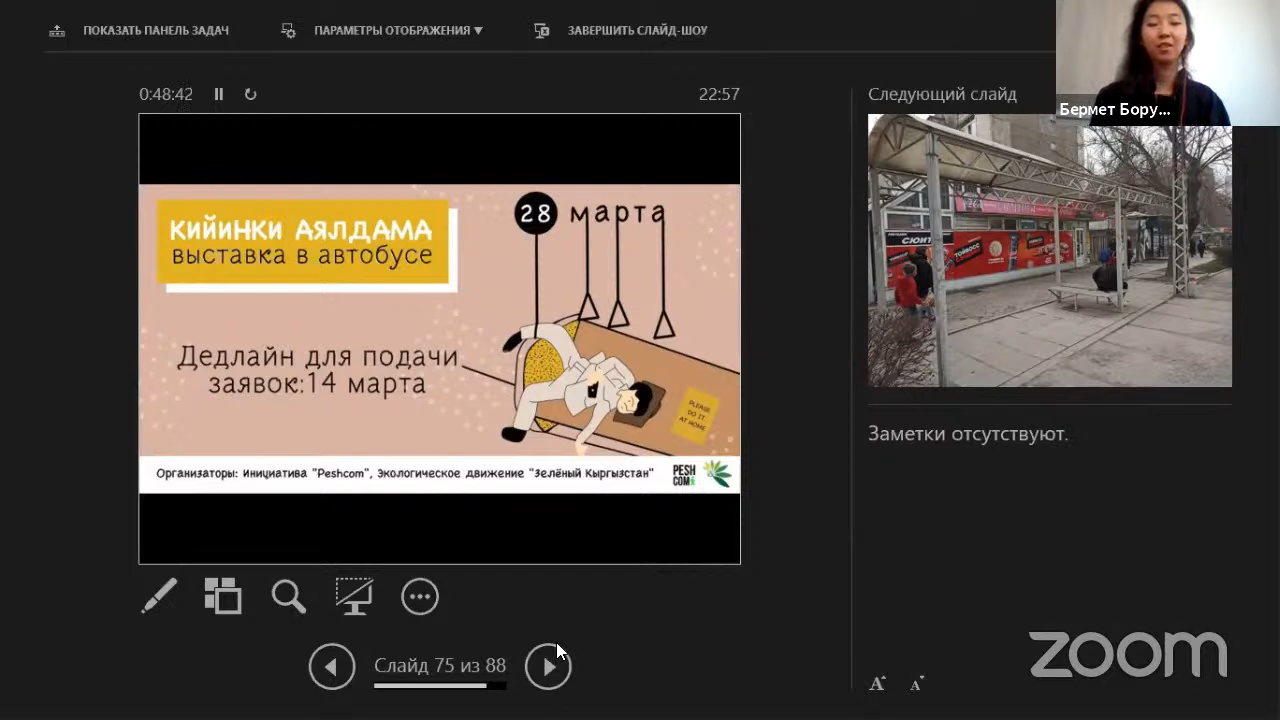 ПОКАЗАТЬ ПАНЕЛЬ ЗАДАЧ
ПАРАМЕТРЫ ОТОБРАЖЕНИЯ
ЗАВЕРШИТЬ СЛАЙД-ШОУ
Бермет Бору...
0:48:42
22:57
Следующий слайд
КИЙИНКИ АЯЛДАМА
выставка в автобусе
28 марта
Дедлайн для подачи
заявок:14 марта
PLEASE
DO IT
AT HOME
Организаторы: Инициатива "Peshcom", Экологическое движение "Зелёный Кыргызстан"
PESH
COM
СЮИТ
Заметки отсутствуют.
Слайд 75 из 88
A A
zoom